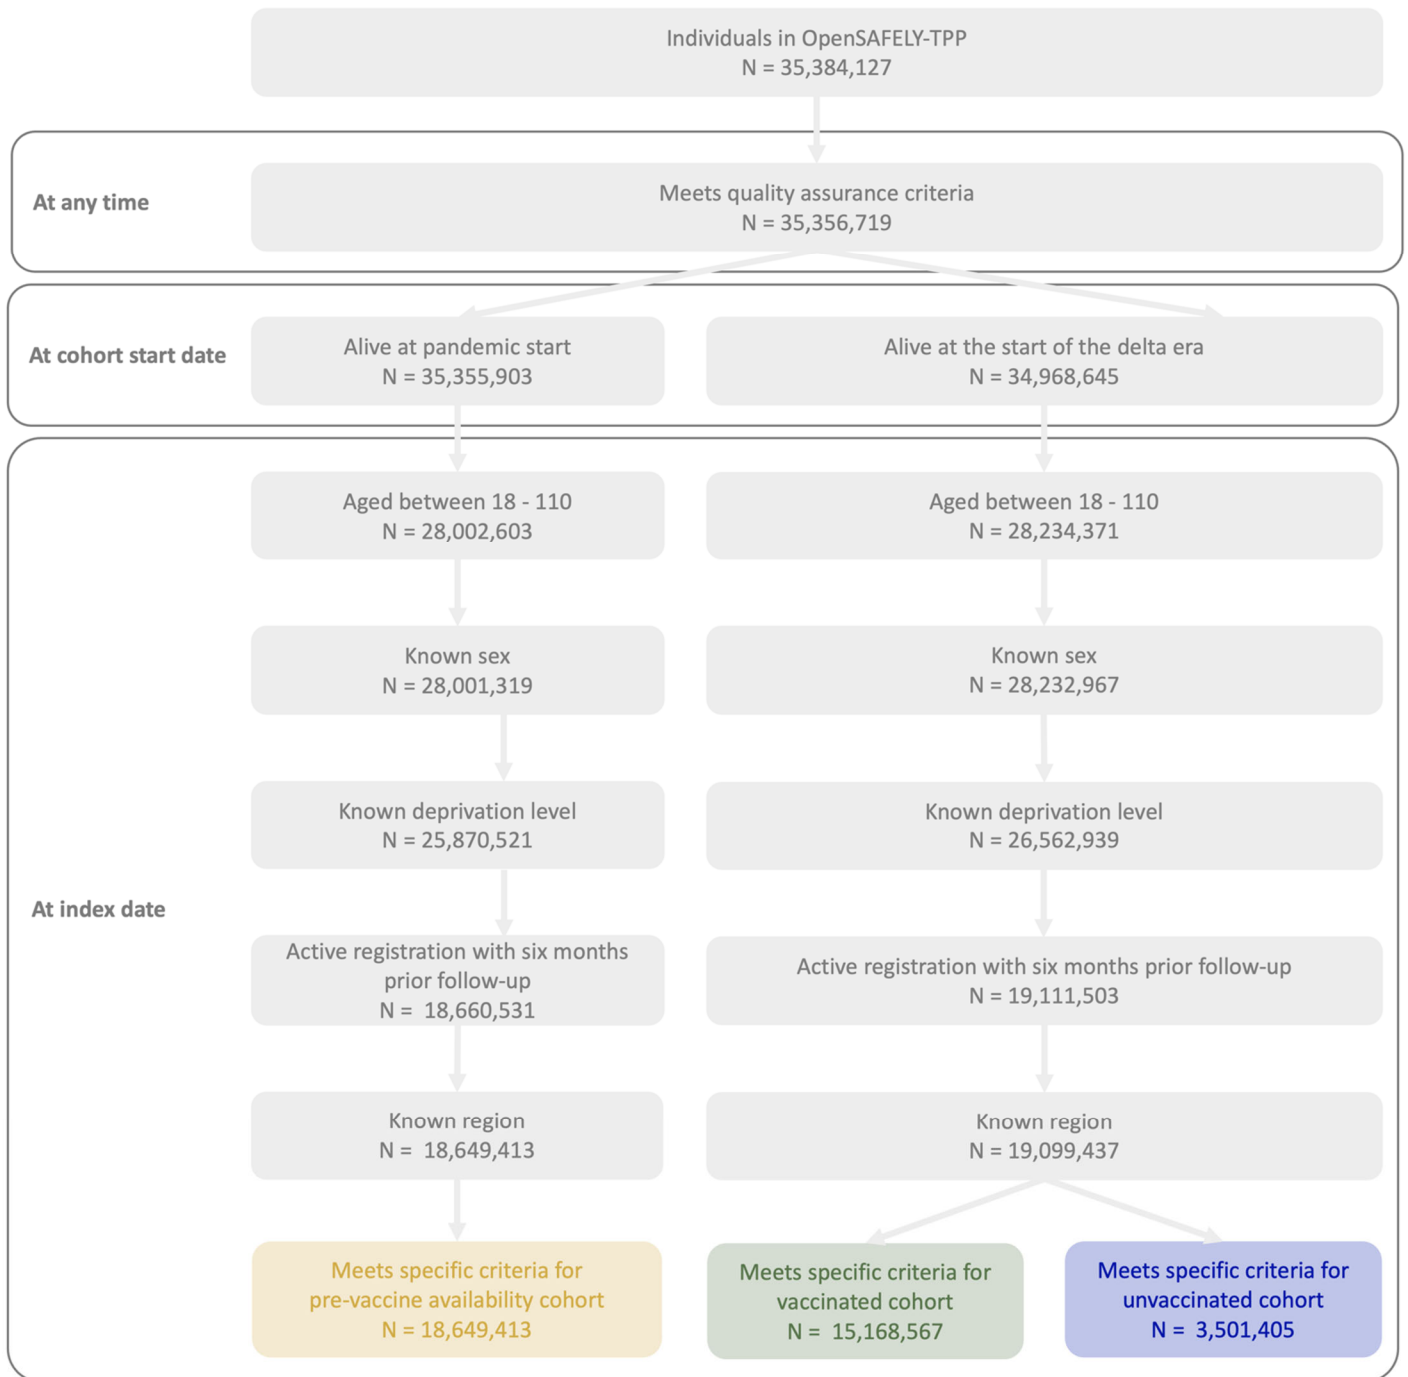 Individuals in OpenSAFELY-TPP
N = 35,384,127
At any time
Meets quality assurance criteria
N = 35,356,719
At cohort start date
Alive at pandemic start
N = 35,355,903
Alive at the start of the delta era
N = 34,968,645
At index date
Aged between 18 - 110
N = 28,002,603
Aged between 18 - 110
N = 28,234,371
Known sex
N = 28,001,319
Known sex
N = 28,232,967
Known deprivation level
N = 25,870,521
Known deprivation level
N = 26,562,939
Active registration with six months
prior follow-up
N =  18,660,531
Active registration with six months prior follow-up
N = 19,111,503
Known region
N =  18,649,413
Known region
N = 19,099,437
Meets specific criteria for
pre-vaccine availability cohort
N = 18,649,413
Meets specific criteria for
vaccinated cohort
N =  15,168,567
Meets specific criteria for
unvaccinated cohort
N =  3,501,405